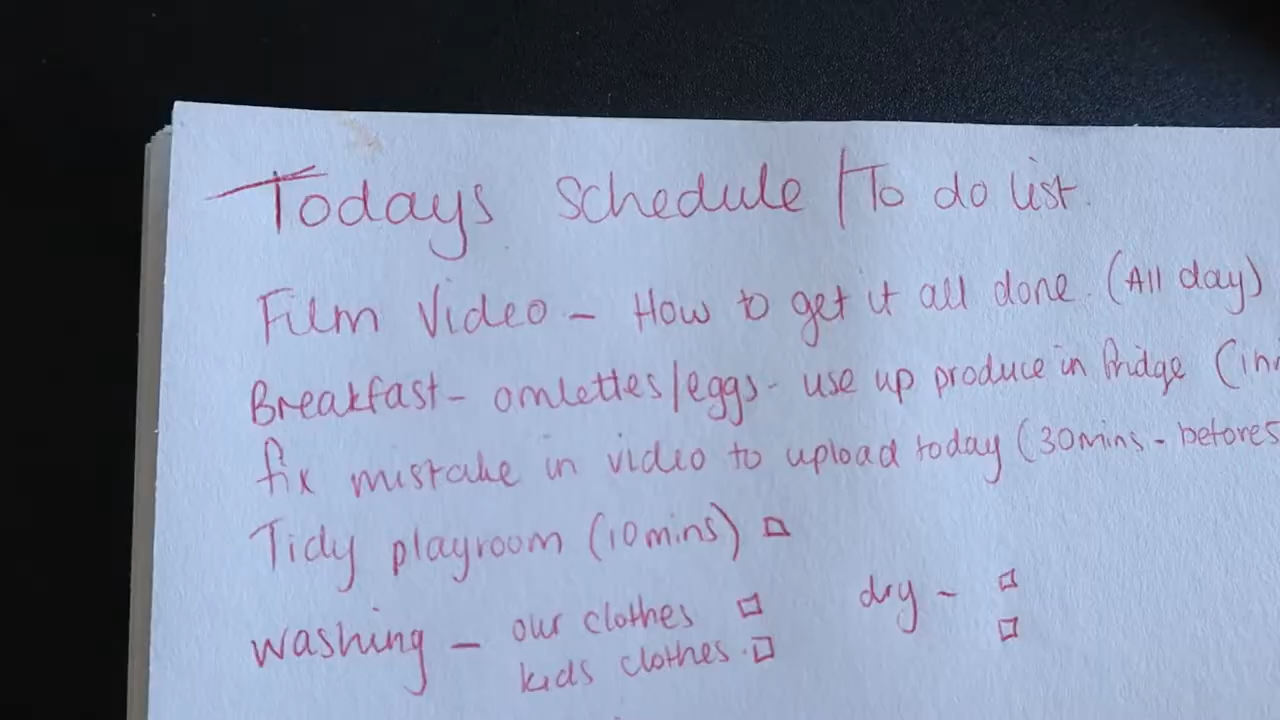 Todays Schedule / To do list.
Film Video - How to get it all done. (All day)
Breakfast - omlettes/eggs - use up produce in fridge
fix mistake in video to upload today (30mins -
Tidy playroom (10mins)
washing - our clothes dry -
kids clothes.